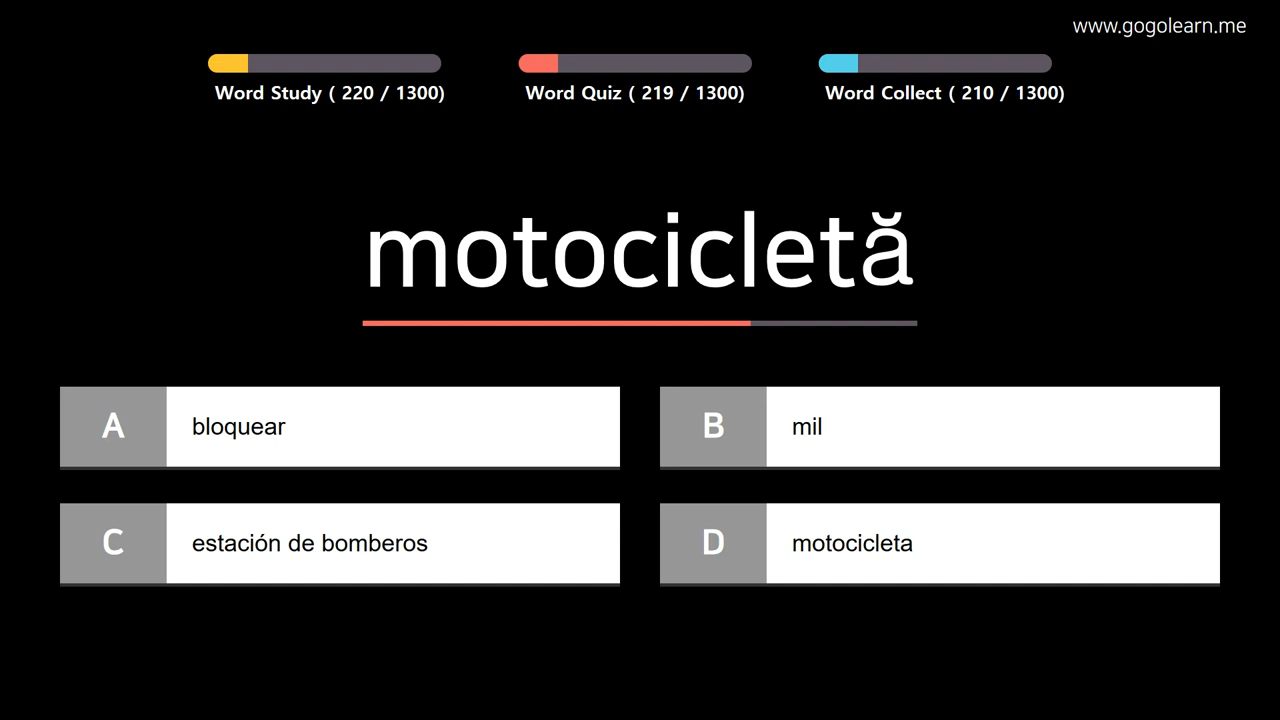 www.gogolearn.me
Word Study ( 220 / 1300)
Word Quiz ( 219 / 1300)
Word Collect ( 210 / 1300)
motocicletă
A bloquear
B mil
C estación de bomberos
D motocicleta